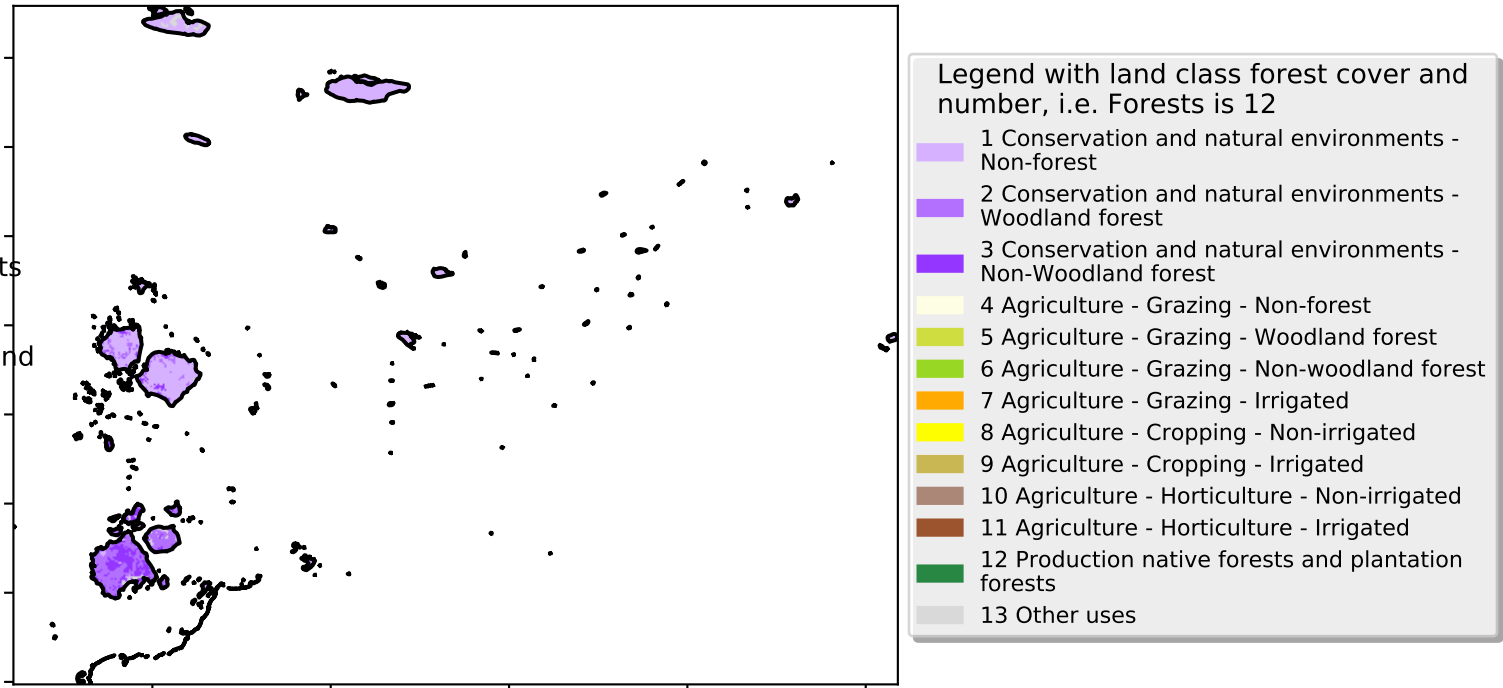 ts
nd
Legend with land class forest cover and
number, i.e. Forests is 12
1 Conservation and natural environments -
Non-forest
2 Conservation and natural environments -
Woodland forest
3 Conservation and natural environments -
Non-Woodland forest
4 Agriculture - Grazing - Non-forest
5 Agriculture - Grazing - Woodland forest
6 Agriculture - Grazing - Non-woodland forest
7 Agriculture - Grazing - Irrigated
8 Agriculture - Cropping - Non-irrigated
9 Agriculture - Cropping - Irrigated
10 Agriculture - Horticulture - Non-irrigated
11 Agriculture - Horticulture - Irrigated
12 Production native forests and plantation
forests
13 Other uses